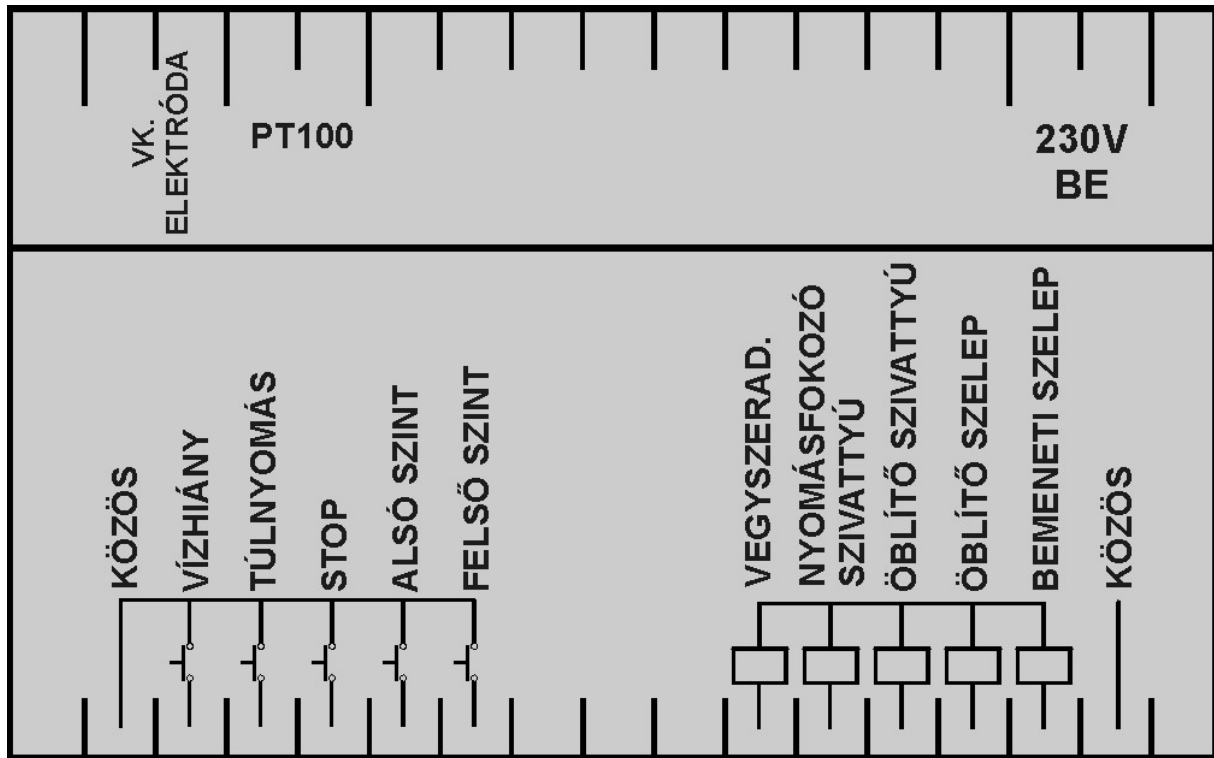 VK.
ELEKTRÓDA
PT100
230V
BE
KÖZÖS
VÍZHIÁNY
TÚLNYOMÁS
STOP
ALSÓ SZINT
FELSŐ SZINT
VEGYSZERAD.
NYOMÁSFOKOZÓ
SZIVATTYÚ
ÖBLÍTŐ SZIVATTYÚ
ÖBLÍTŐ SZELEP
BEMENETI SZELEP
KÖZÖS